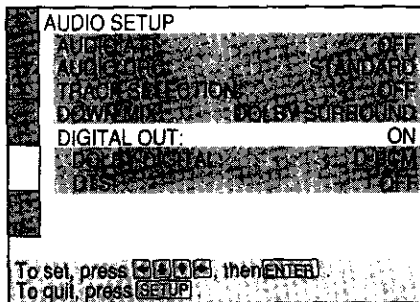 AUDIO SETUP
AUDIO ATT: OFF
AUDIO DRC: STANDARD
TRACK SELECTION: OFF
DOWNMIX: DOLBY SURROUND
DIGITAL OUT: ON
DOLBY DIGITAL: D-PCM
DTS: OFF
To set, press , then ENTER .
To quit, press SETUP .